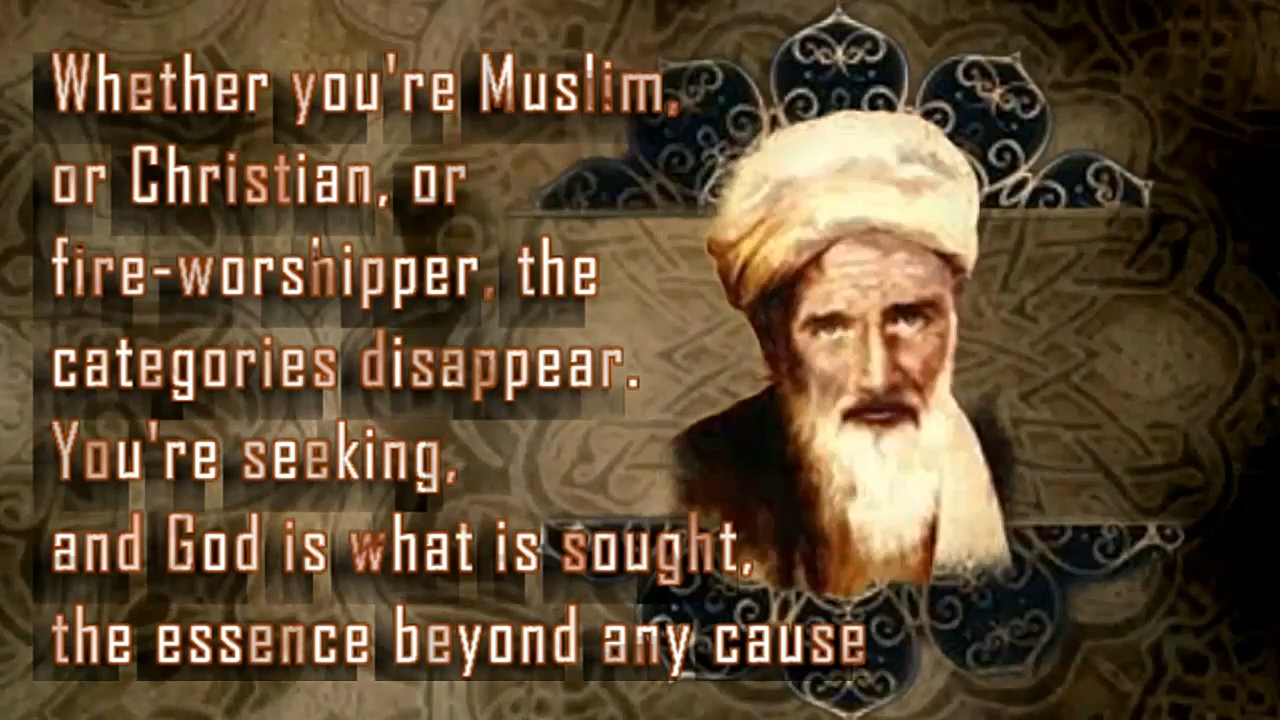 Whether you're Muslim,
or Christian, or
fire-worshipper, the
categories disappear.
You're seeking,
and God is what is sought,
the essence beyond any cause